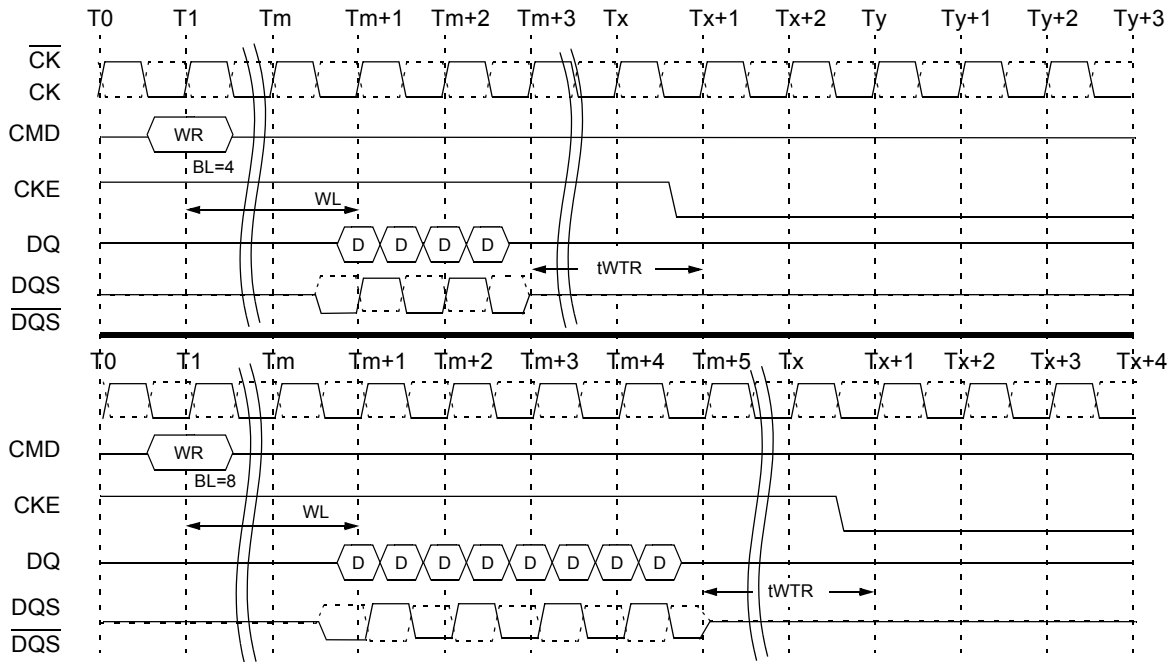 T0 T1 Tm Tm+1 Tm+2 Tm+3 Tx Tx+1 Tx+2 Ty Ty+1 Ty+2 Ty+3
CK
CK
CMD WR
BL=4
CKE
WL
DQ D D D D
tWTR
DQS
DQS
T0 T1 Tm Tm+1 Tm+2 Tm+3 Tm+4 Tm+5 Tx Tx+1 Tx+2 Tx+3 Tx+4
CMD WR
BL=8
CKE
WL
DQ D D D D D D D D
tWTR
DQS
DQS